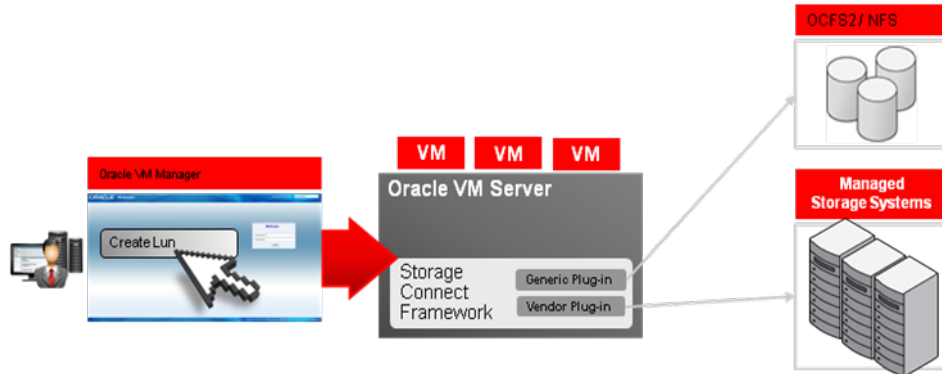 OCFS2 / NFS
VM
VM
VM
Oracle VM Manager
Oracle VM Server
Managed
Storage Systems
ORACLE
Create Lun
Storage
Connect
Framework
Generic Plug-in
Vendor Plug-in